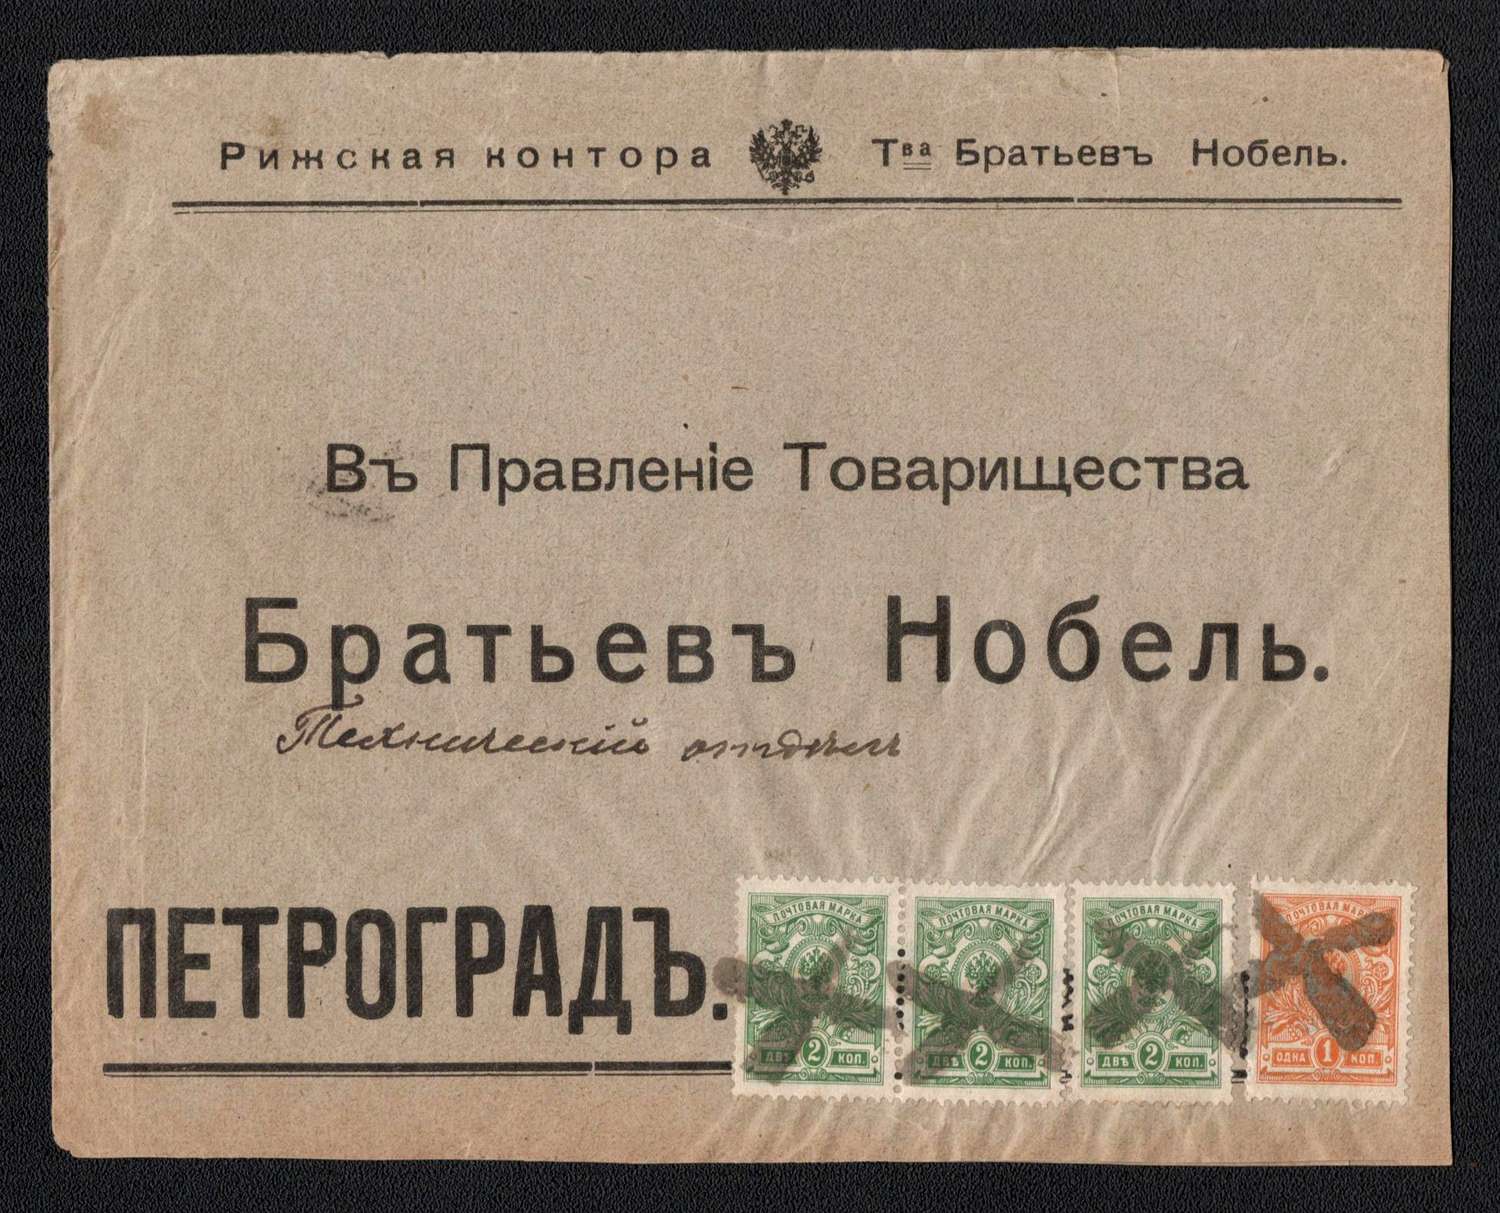 Рижская контора Тва Братьевъ Нобель.
Въ Правленіе Товарищества
Братьевъ Нобель.
Техническій отдѣлъ
ПЕТРОГРАДЪ.
ПОЧТОВАЯ МАРКА ПОЧТОВАЯ МАРКА ПОЧТОВАЯ МАРКА ПОЧТОВАЯ МАРКА
ДВѢ 2 КОП. ДВѢ 2 КОП. ДВѢ 2 КОП. ОДНА 1 КОП.